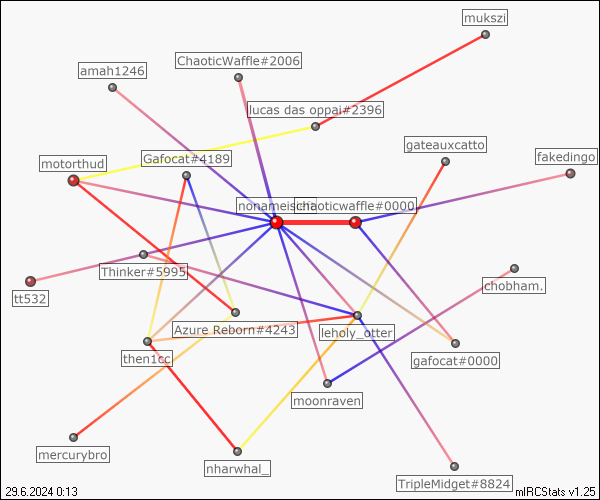 mukszi
ChaoticWaffle#2006
amah1246
lucas das oppai#2396
gateauxcatto
Gafocat#4189
fakedingo
motorthud
chaoticwaffle#0000
Thinker#5995
chobham.
tt532
Azure Reborn#4243
leholy_otter
then1cc
gafocat#0000
moonraven
mercurybro
nharwhal_
TripleMidget#8824
29.6.2024 0:13
mIRCStats v1.25